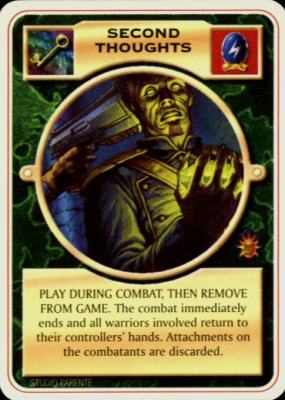 SECOND
THOUGHTS
PLAY DURING COMBAT, THEN REMOVE
FROM GAME. The combat immediately
ends and all warriors involved return to
their controllers' hands. Attachments on
the combatants are discarded.
STUDIO PARENTE